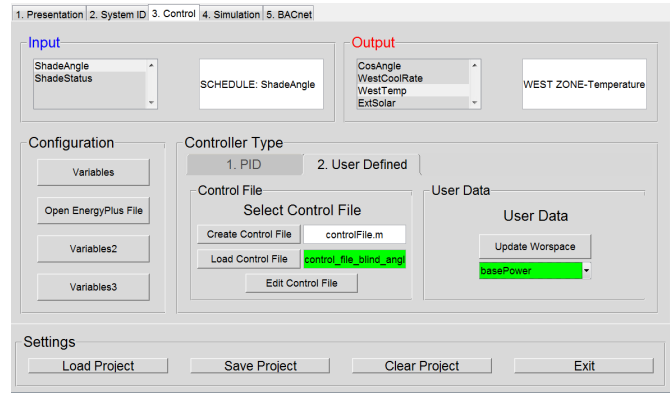 1. Presentation 2. System ID 3. Control 4. Simulation 5. BACnet
Input
ShadeAngle
ShadeStatus
SCHEDULE: ShadeAngle
Output
CosAngle
WestCoolRate
WestTemp
ExtSolar
WEST ZONE-Temperature
Configuration
Variables
Open EnergyPlus File
Variables2
Variables3
Controller Type
1. PID 2. User Defined
Control File
Select Control File
Create Control File controlFile.m
Load Control File control_file_blind_angl
Edit Control File
User Data
User Data
Update Worspace
basePower
Settings
Load Project Save Project Clear Project Exit